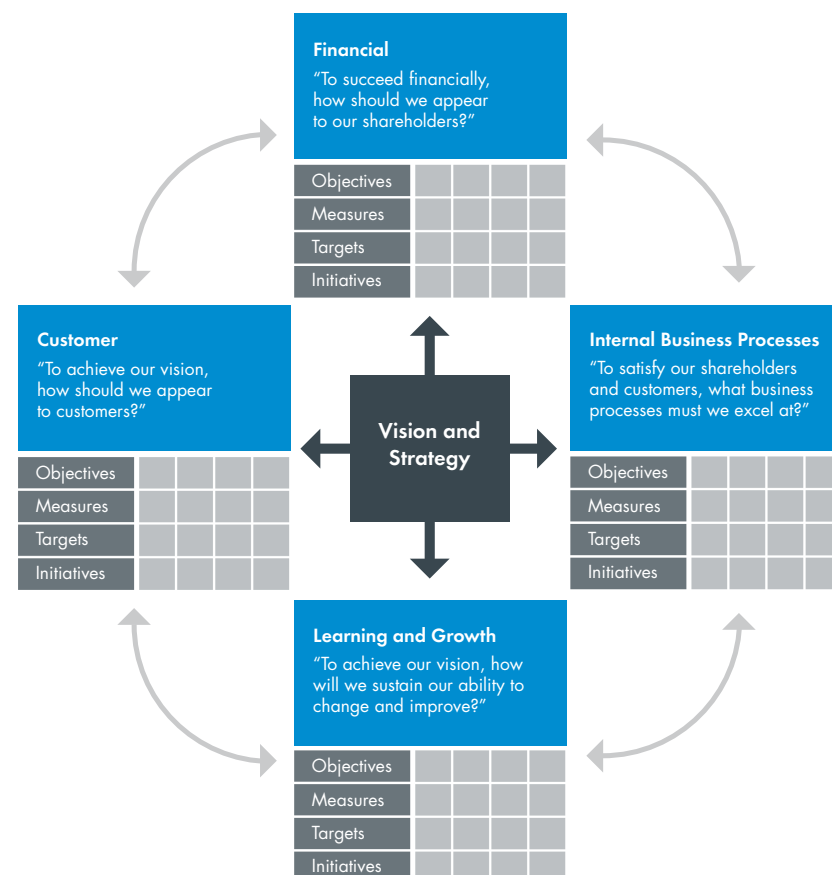 Financial
“To succeed financially,
how should we appear
to our shareholders?”
Objectives
Measures
Targets
Initiatives
Customer
“To achieve our vision,
how should we appear
to customers?”
Objectives
Measures
Targets
Initiatives
Vision and
Strategy
Internal Business Processes
“To satisfy our shareholders
and customers, what business
processes must we excel at?”
Objectives
Measures
Targets
Initiatives
Learning and Growth
“To achieve our vision, how
will we sustain our ability to
change and improve?”
Objectives
Measures
Targets
Initiatives